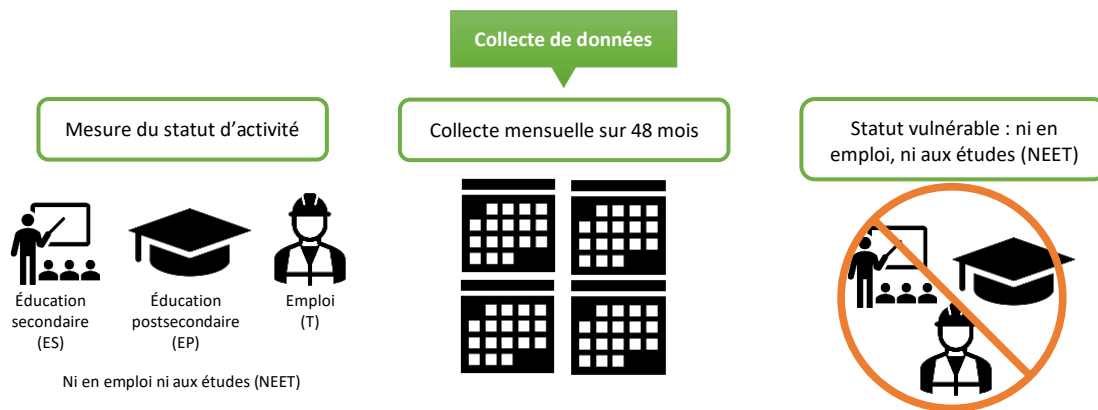 Collecte de données
Mesure du statut d’activité
Collecte mensuelle sur 48 mois
Statut vulnérable : ni en
emploi, ni aux études (NEET)
Éducation
secondaire
(ES)
Éducation
postsecondaire
(EP)
Emploi
(T)
Ni en emploi ni aux études (NEET)